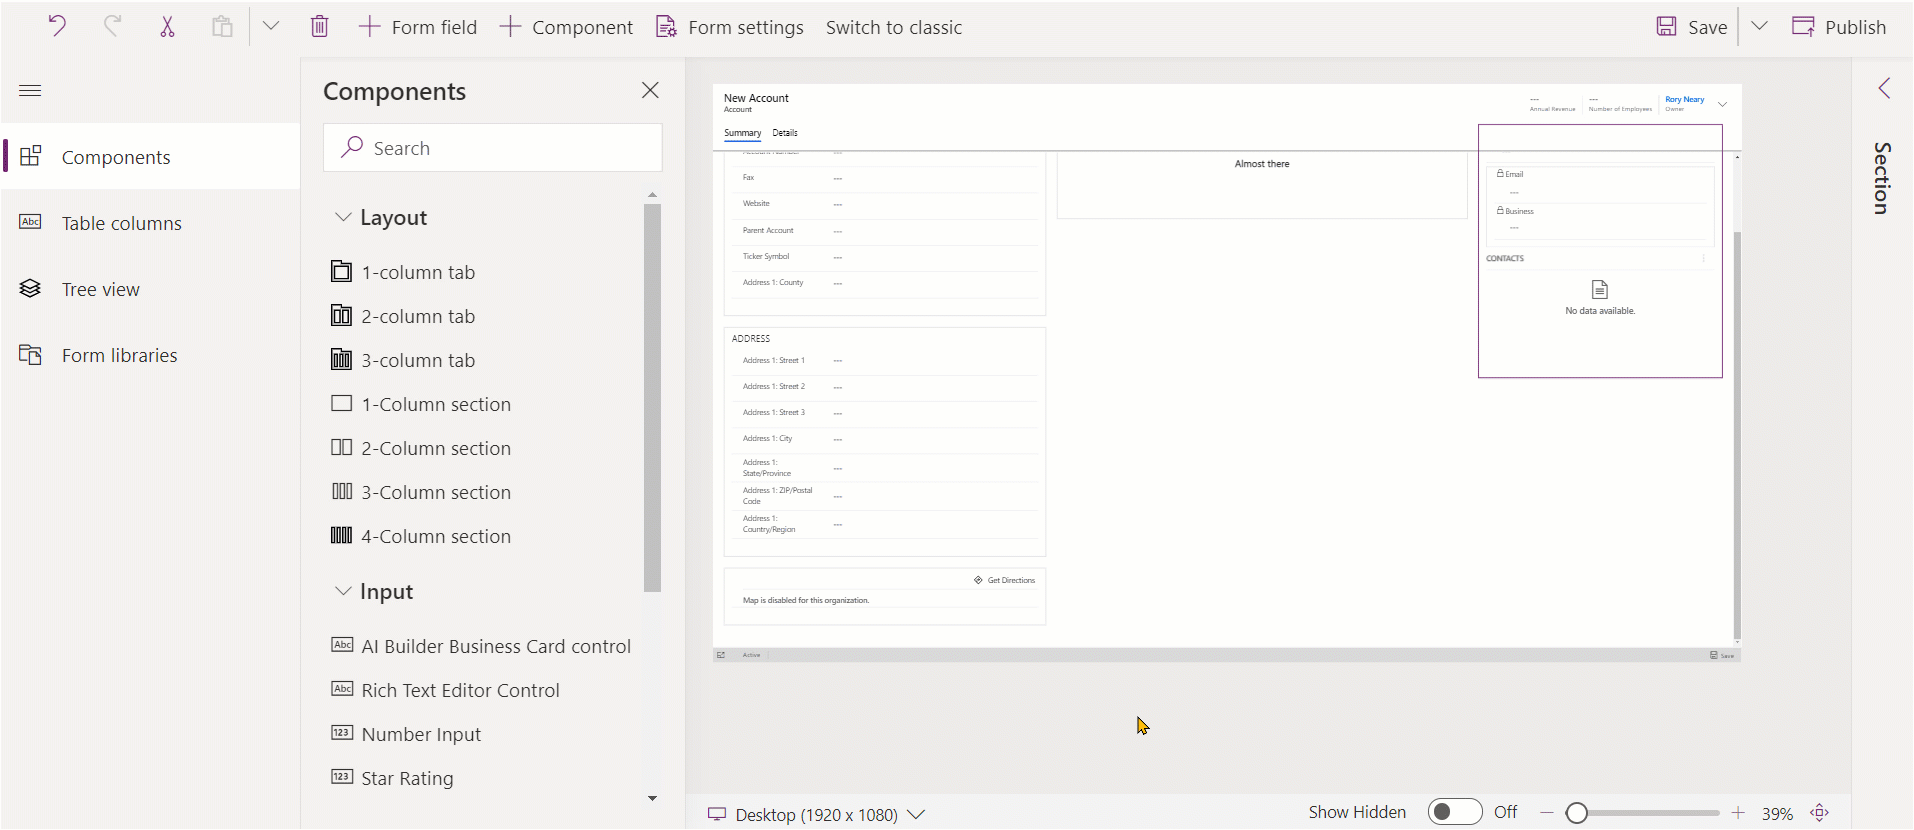 Form field
Component
Form settings
Switch to classic
Save
Publish
Components
Table columns
Tree view
Form libraries
Components
Search
Layout
1-column tab
2-column tab
3-column tab
1-Column section
2-Column section
3-Column section
4-Column section
Input
Abc AI Builder Business Card control
Abc Rich Text Editor Control
123 Number Input
123 Star Rating
New Account
Account
--- Annual Revenue
--- Number of Employees
Rory Neary
Owner
Summary Details
Account Number ---
Fax ---
Website ---
Parent Account ---
Ticker Symbol ---
Address 1: County ---
ADDRESS
Address 1: Street 1 ---
Address 1: Street 2 ---
Address 1: Street 3 ---
Address 1: City ---
Address 1:
State/Province ---
Address 1: ZIP/Postal
Code ---
Address 1:
Country/Region ---
Get Directions
Map is disabled for this organization.
Almost there
Email
---
Business
---
CONTACTS
No data available.
Active
Save
Section
Desktop (1920 x 1080)
Show Hidden
Off
39%